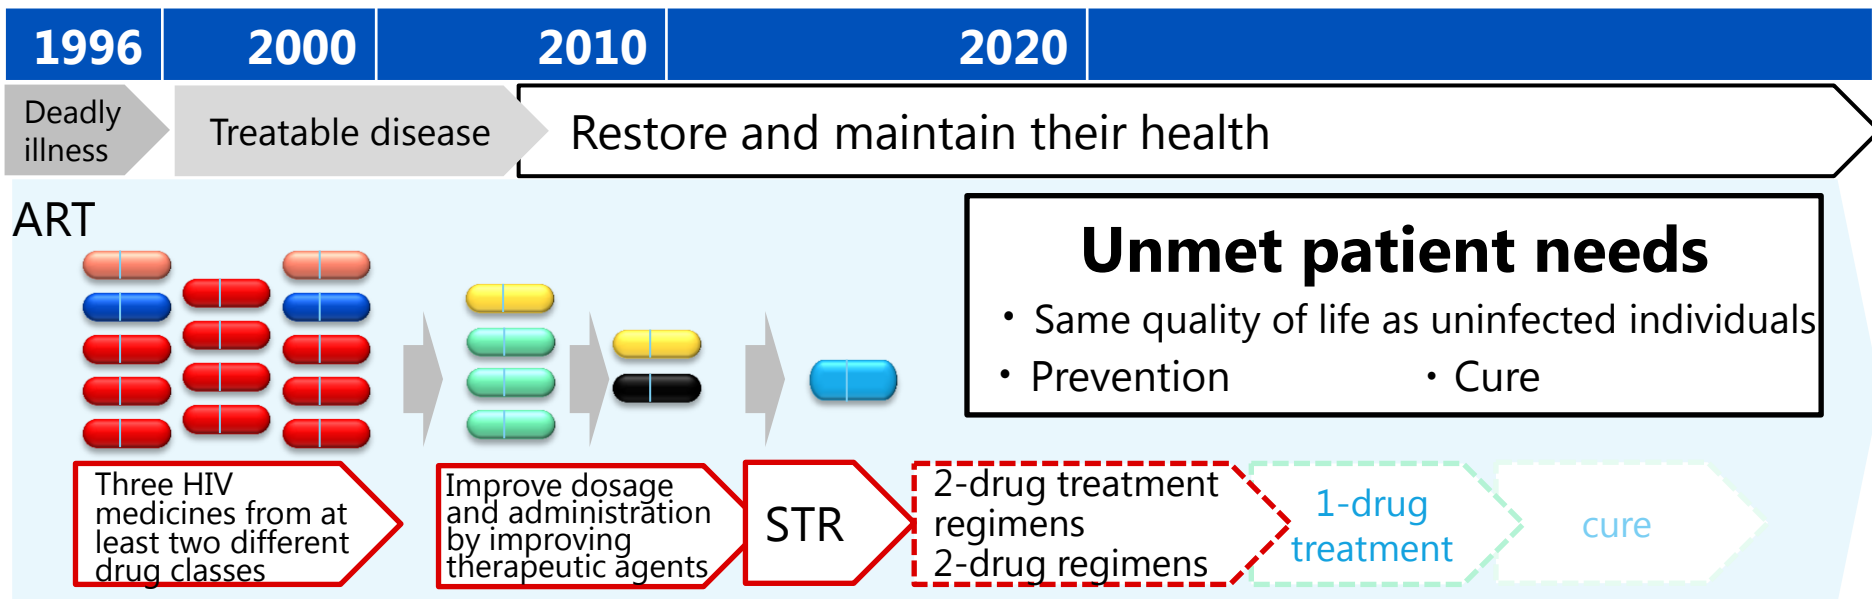 1996 2000 2010 2020
Deadly
illness
Treatable disease
Restore and maintain their health
ART
Unmet patient needs
・Same quality of life as uninfected individuals
・Prevention ・Cure
Three HIV
medicines from at
least two different
drug classes
Improve dosage
and administration
by improving
therapeutic agents
STR
2-drug treatment
regimens
2-drug regimens
1-drug
treatment
cure